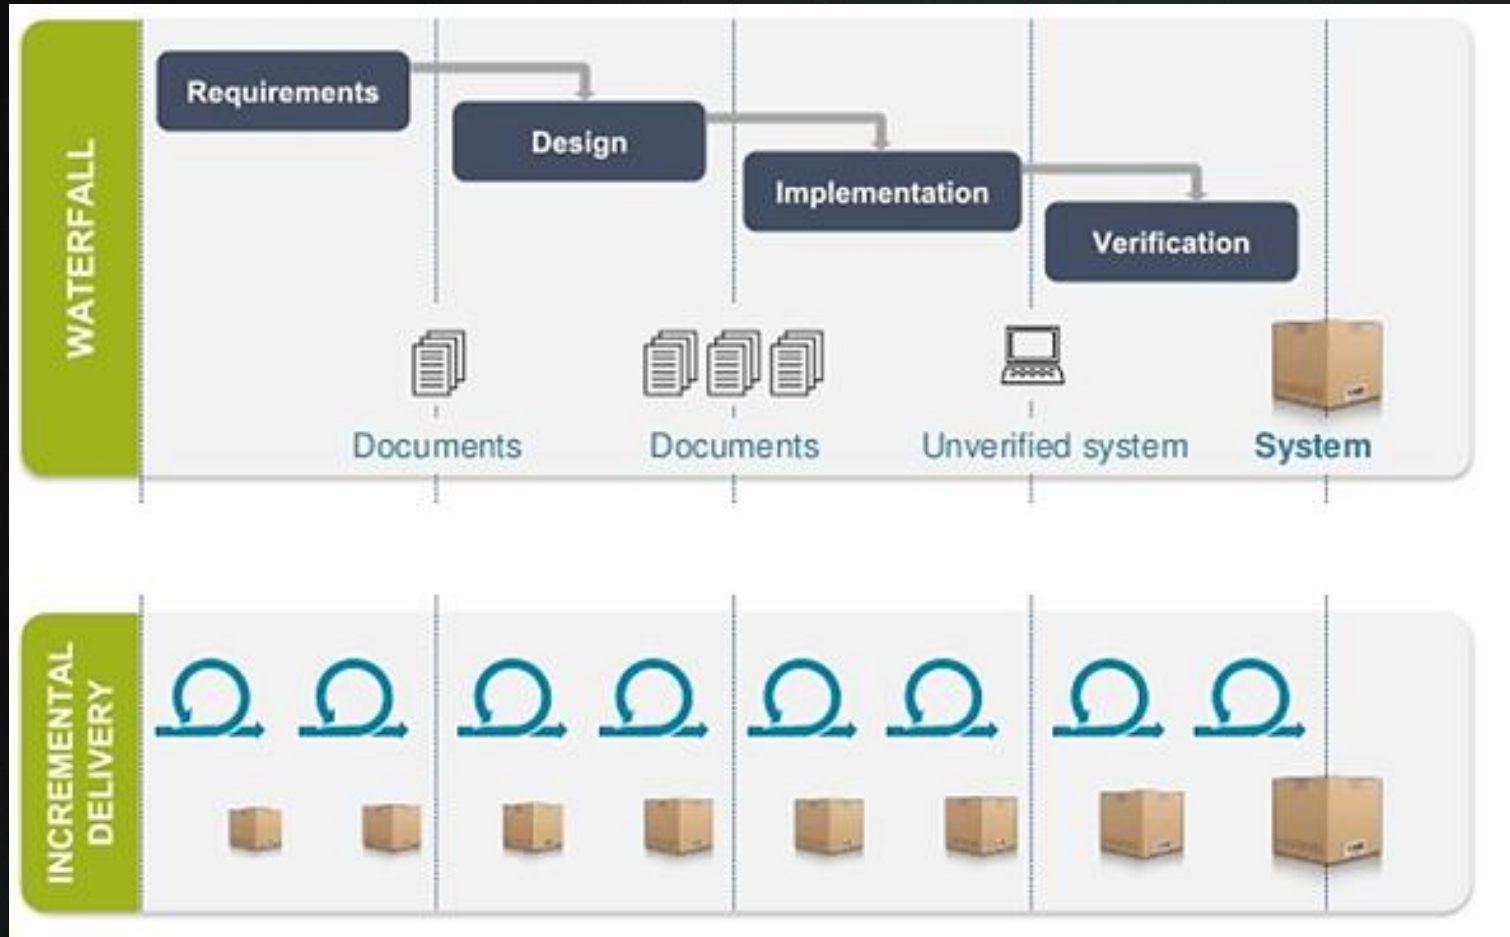 WATERFALL
Requirements
Design
Implementation
Verification
Documents
Documents
Unverified system
System
INCREMENTAL
DELIVERY